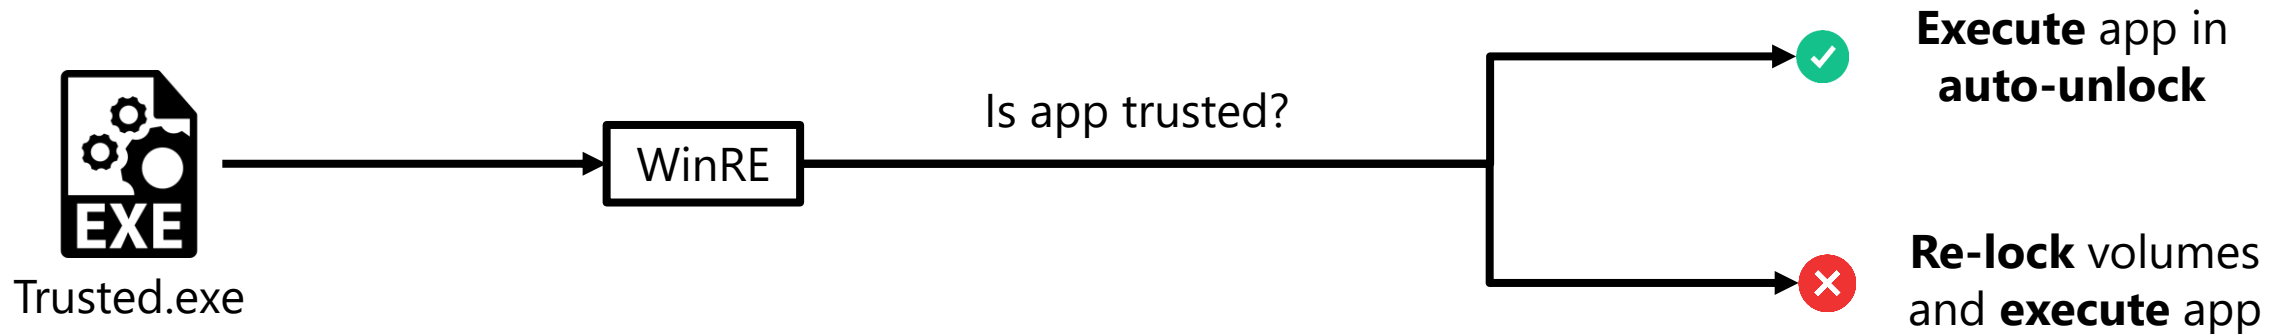 EXE
Trusted.exe
WinRE
Is app trusted?
Execute app in
auto-unlock
Re-lock volumes
and execute app